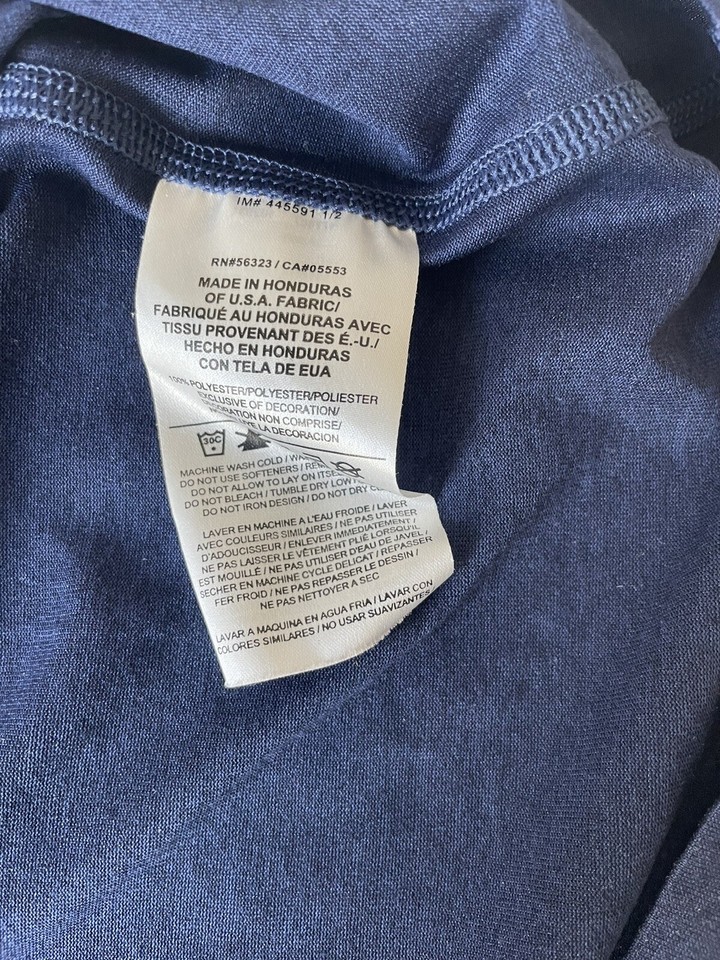 IM# 445591 1/2
RN#56323 / CA#05553
MADE IN HONDURAS
OF U.S.A. FABRIC/
FABRIQUÉ AU HONDURAS AVEC
TISSU PROVENANT DES É.-U./
HECHO EN HONDURAS
CON TELA DE EUA
100% POLYESTER/POLYESTER/POLIESTER
EXCLUSIVE OF DECORATION/
DECORATION NON COMPRISE/
LA DECORACION
30C
MACHINE WASH COLD /
DO NOT USE SOFTENERS /
DO NOT ALLOW TO LAY ON
DO NOT BLEACH / TUMBLE DRY LOW
DO NOT IRON DESIGN / DO NOT DRY
LAVER EN MACHINE A L'EAU FROIDE / LAVER
AVEC COULEURS SIMILAIRES / NE PAS UTILISER
D'ADOUCISSEUR / ENLEVER IMMEDIATEMENT /
NE PAS LAISSER LE VÊTEMENT PLIÉ LORSQU'IL
EST MOUILLÉ / NE PAS UTILISER D'EAU DE JAVEL /
SECHER EN MACHINE CYCLE DELICAT / REPASSER
FER FROID / NE PAS REPASSER LE DESSIN /
NE PAS NETTOYER A SEC
LAVAR A MAQUINA EN AGUA FRIA / LAVAR CON
COLORES SIMILARES / NO USAR SUAVIZANTES